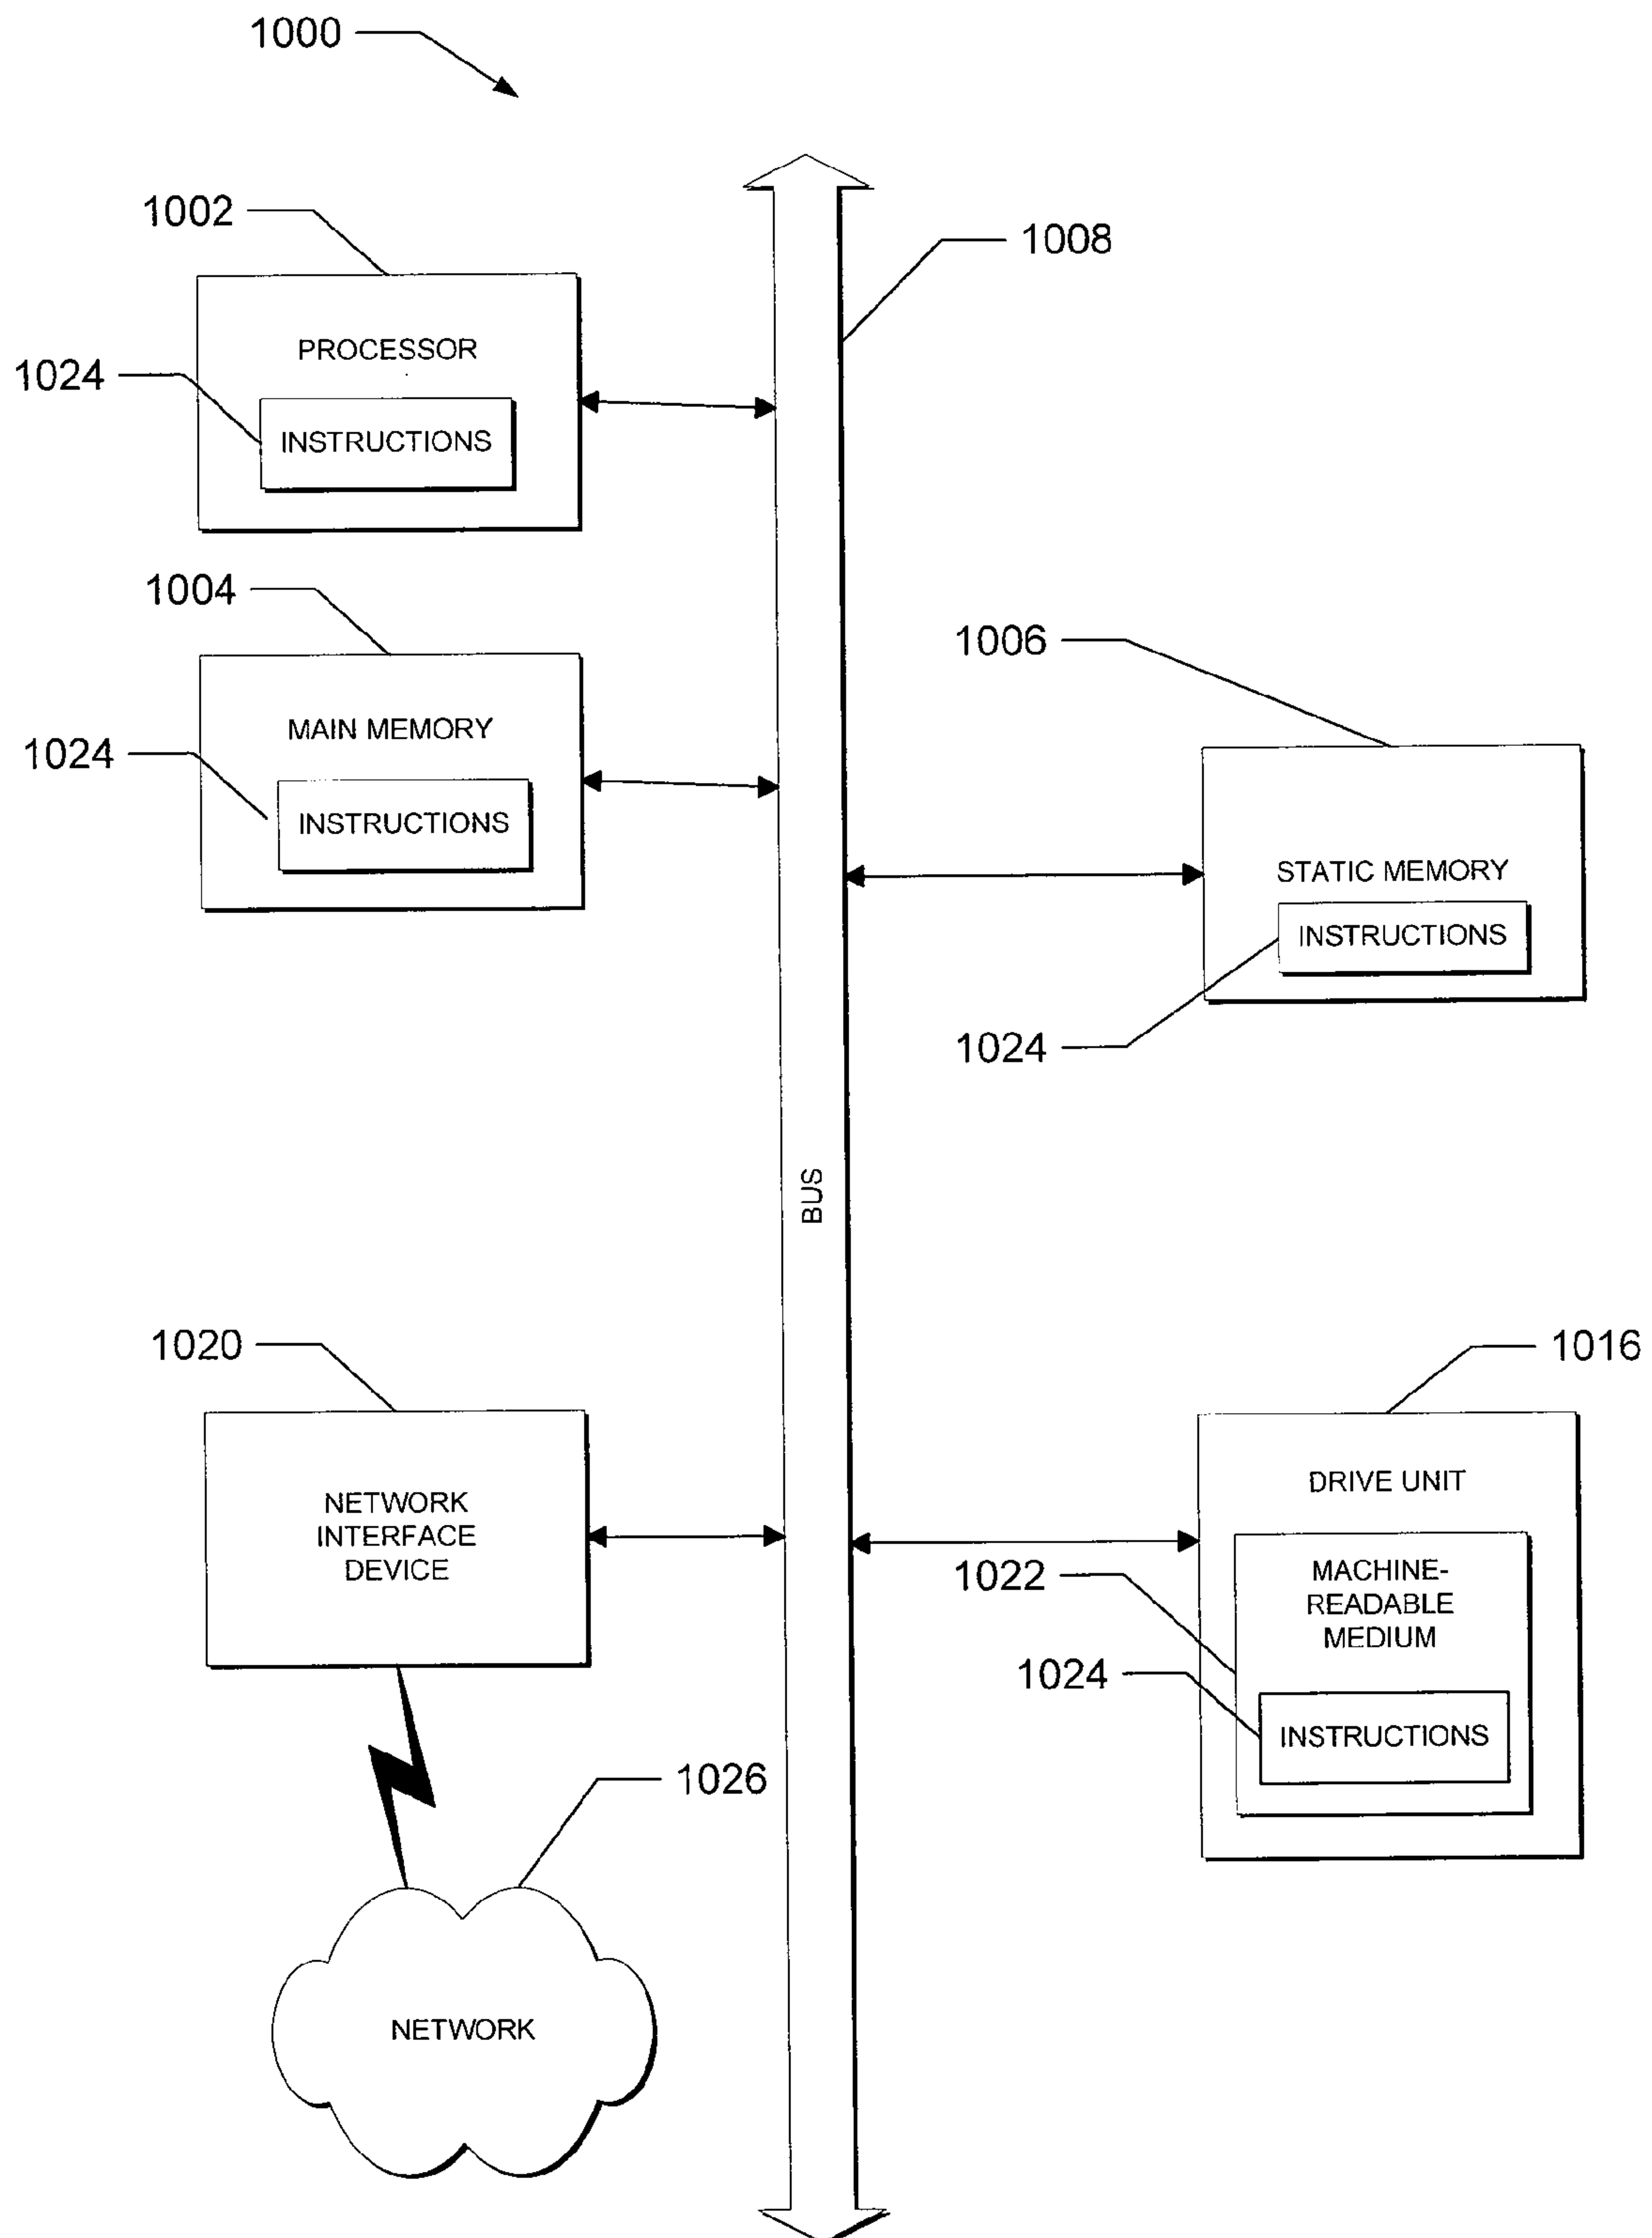 1000
1002
1008
PROCESSOR
1024
INSTRUCTIONS
1004
1006
MAIN MEMORY
1024
INSTRUCTIONS
STATIC MEMORY
INSTRUCTIONS
1024
BUS
1020
1016
NETWORK
INTERFACE
DEVICE
DRIVE UNIT
1022
MACHINE-
READABLE
MEDIUM
1024
INSTRUCTIONS
1026
NETWORK